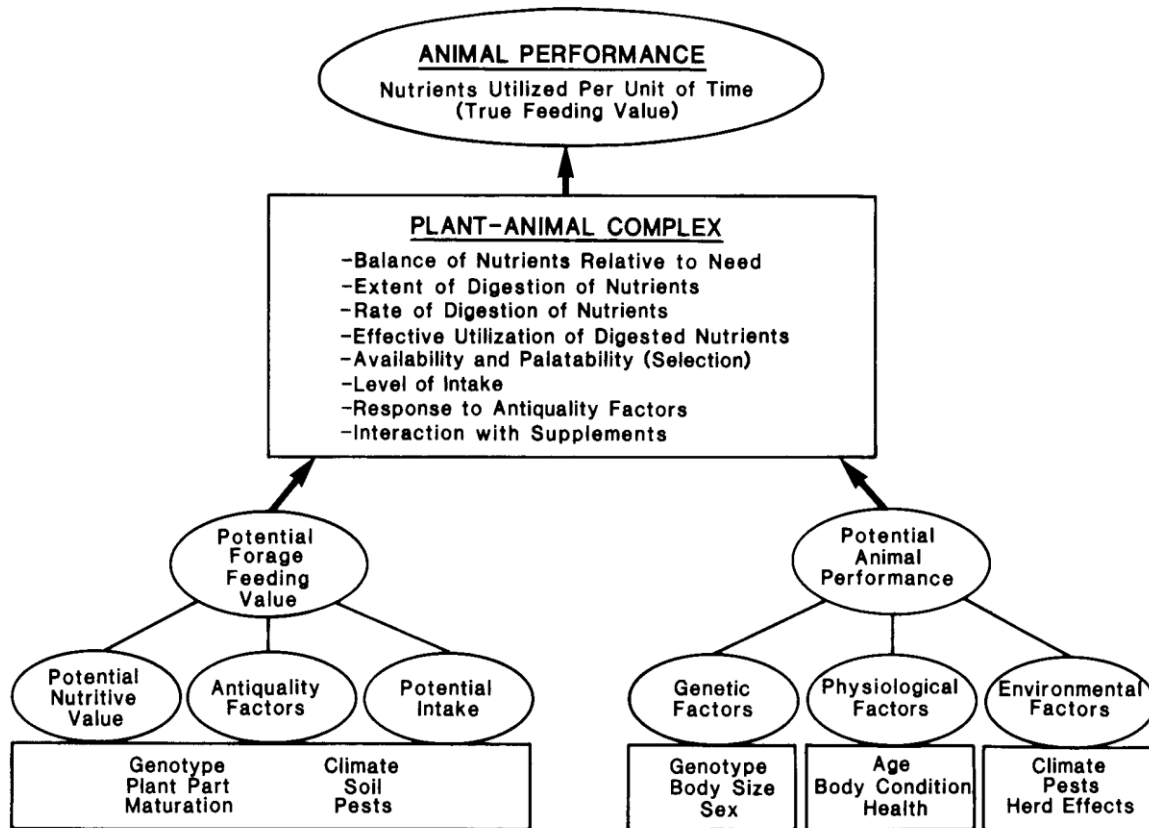 ANIMAL PERFORMANCE
Nutrients Utilized Per Unit of Time
(True Feeding Value)
PLANT-ANIMAL COMPLEX
-Balance of Nutrients Relative to Need
-Extent of Digestion of Nutrients
-Rate of Digestion of Nutrients
-Effective Utilization of Digested Nutrients
-Availability and Palatability (Selection)
-Level of Intake
-Response to Antiquality Factors
-Interaction with Supplements
Potential
Forage
Feeding
Value
Potential
Animal
Performance
Potential
Nutritive
Value
Antiquality
Factors
Potential
Intake
Genetic
Factors
Physiological
Factors
Environmental
Factors
Genotype
Plant Part
Maturation
Climate
Soil
Pests
Genotype
Body Size
Sex
Age
Body Condition
Health
Climate
Pests
Herd Effects